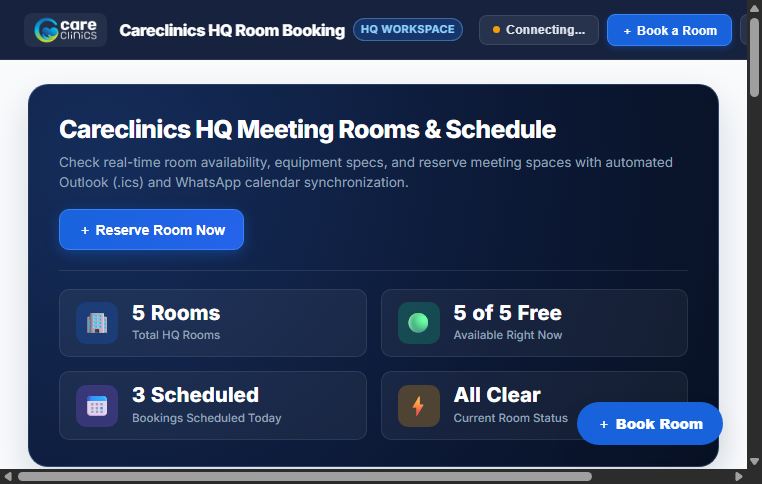 care
clinics
Careclinics HQ Room Booking
HQ WORKSPACE
Connecting...
+ Book a Room
Careclinics HQ Meeting Rooms & Schedule
Check real-time room availability, equipment specs, and reserve meeting spaces with automated
Outlook (.ics) and WhatsApp calendar synchronization.
+ Reserve Room Now
5 Rooms
Total HQ Rooms
5 of 5 Free
Available Right Now
3 Scheduled
Bookings Scheduled Today
All Clear
Current Room Status
+ Book Room